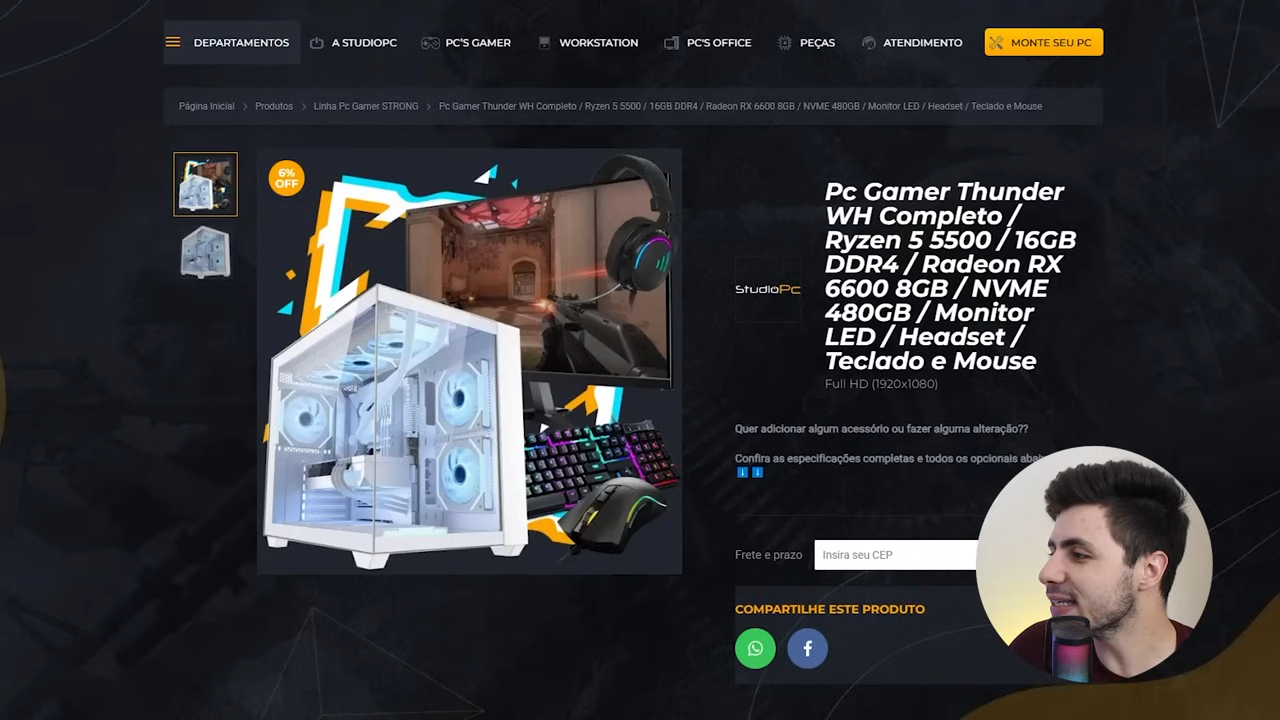 DEPARTAMENTOS
A STUDIOPC
PC'S GAMER
WORKSTATION
PC'S OFFICE
PEÇAS
ATENDIMENTO
MONTE SEU PC
Página Inicial > Produtos > Linha Pc Gamer STRONG > Pc Gamer Thunder WH Completo / Ryzen 5 5500 / 16GB DDR4 / Radeon RX 6600 8GB / NVME 480GB / Monitor LED / Headset / Teclado e Mouse
6%
OFF
StudioPc
Pc Gamer Thunder
WH Completo /
Ryzen 5 5500 / 16GB
DDR4 / Radeon RX
6600 8GB / NVME
480GB / Monitor
LED / Headset /
Teclado e Mouse
Full HD (1920x1080)
Quer adicionar algum acessório ou fazer alguma alteração??
Confira as especificações completas e todos os opcionais
Frete e prazo
Insira seu CEP
COMPARTILHE ESTE PRODUTO